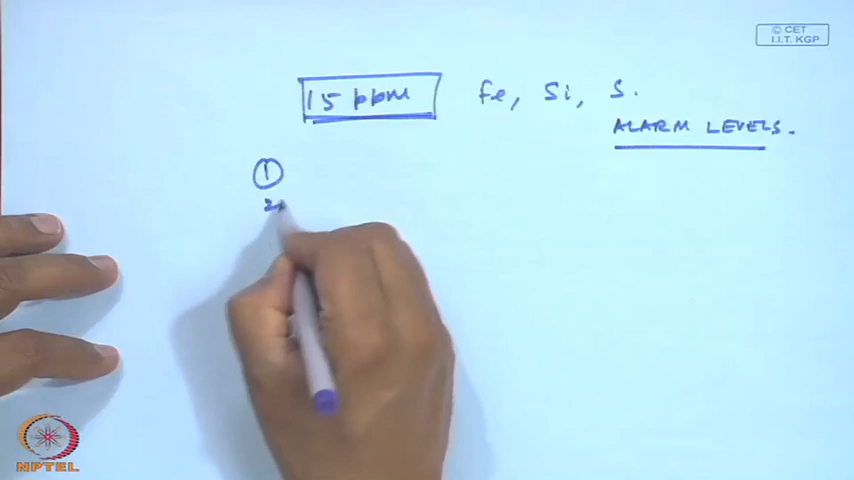 © CET
I.I.T. KGP
15 ppm Fe, Si, S.
ALARM LEVELS.
1
NPTEL